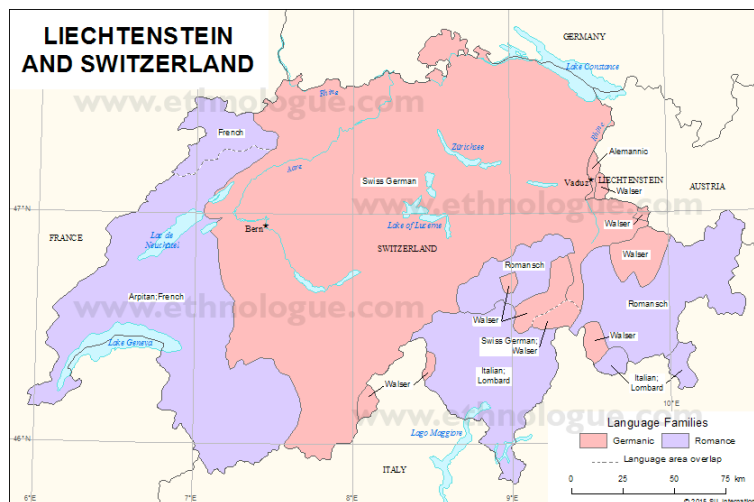 LIECHTENSTEIN
AND SWITZERLAND
GERMANY
Lake Constance
www.ethnologue.com
Rhine
French
Rhine
Zürichsee
Aare
Alemannic
Swiss German
Vaduz
LIECHTENSTEIN
Walser
AUSTRIA
www.ethnologue.com
47°N
Lake of Lucerne
Walser
Bern
FRANCE
Lac de
Neuchâtel
SWITZERLAND
Walser
Romansch
Arpitan;French
Romansch
www.ethnologue.com
Walser
Walser
Lake Geneva
Swiss German;
Walser
Italian;
Lombard
Walser
Italian;
Lombard
6°E
7°E
8°E
9°E
10°E
www.ethnologue.com
Lago Maggiore
46°N
ITALY
Language Families
Germanic
Romance
Language area overlap
0 25 50 75 km
© 2015 SIL International